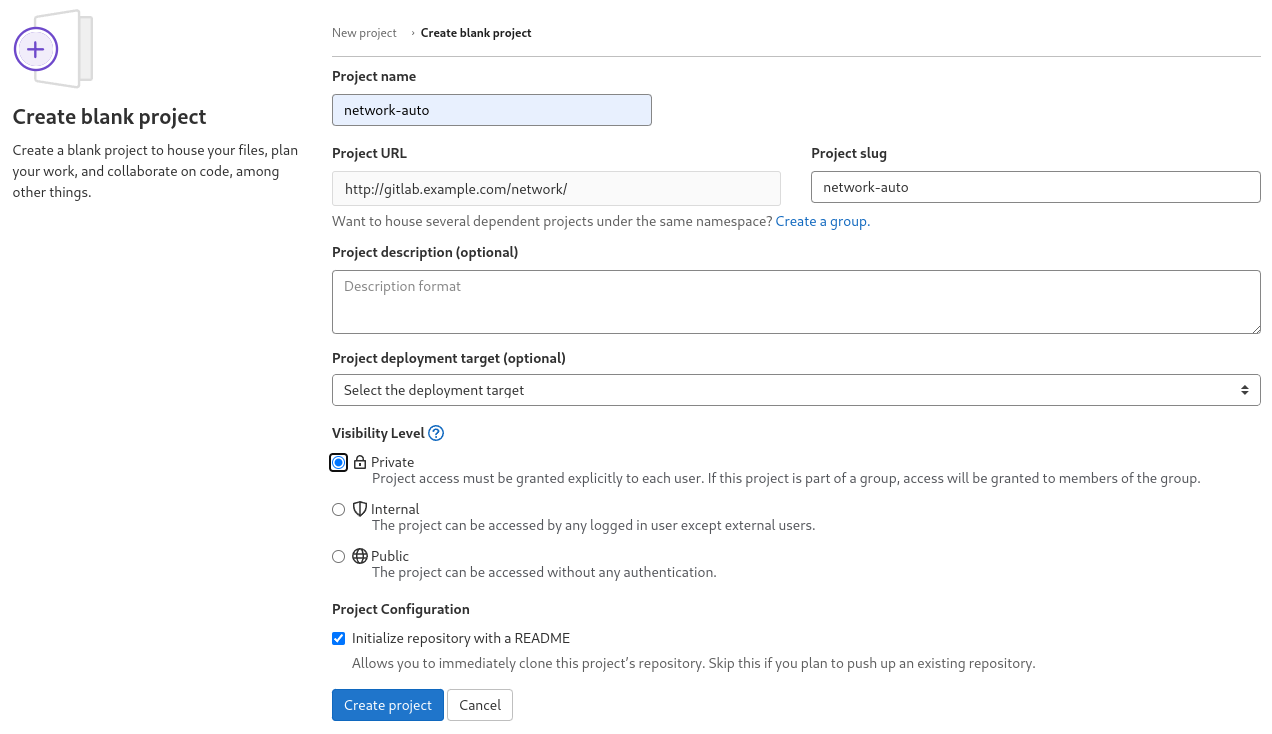 Create blank project
Create a blank project to house your files, plan
your work, and collaborate on code, among
other things.
New project › Create blank project
Project name
network-auto
Project URL
http://gitlab.example.com/network/
Project slug
network-auto
Want to house several dependent projects under the same namespace? Create a group.
Project description (optional)
Description format
Project deployment target (optional)
Select the deployment target
Visibility Level
Private
Project access must be granted explicitly to each user. If this project is part of a group, access will be granted to members of the group.
Internal
The project can be accessed by any logged in user except external users.
Public
The project can be accessed without any authentication.
Project Configuration
Initialize repository with a README
Allows you to immediately clone this project’s repository. Skip this if you plan to push up an existing repository.
Create project
Cancel